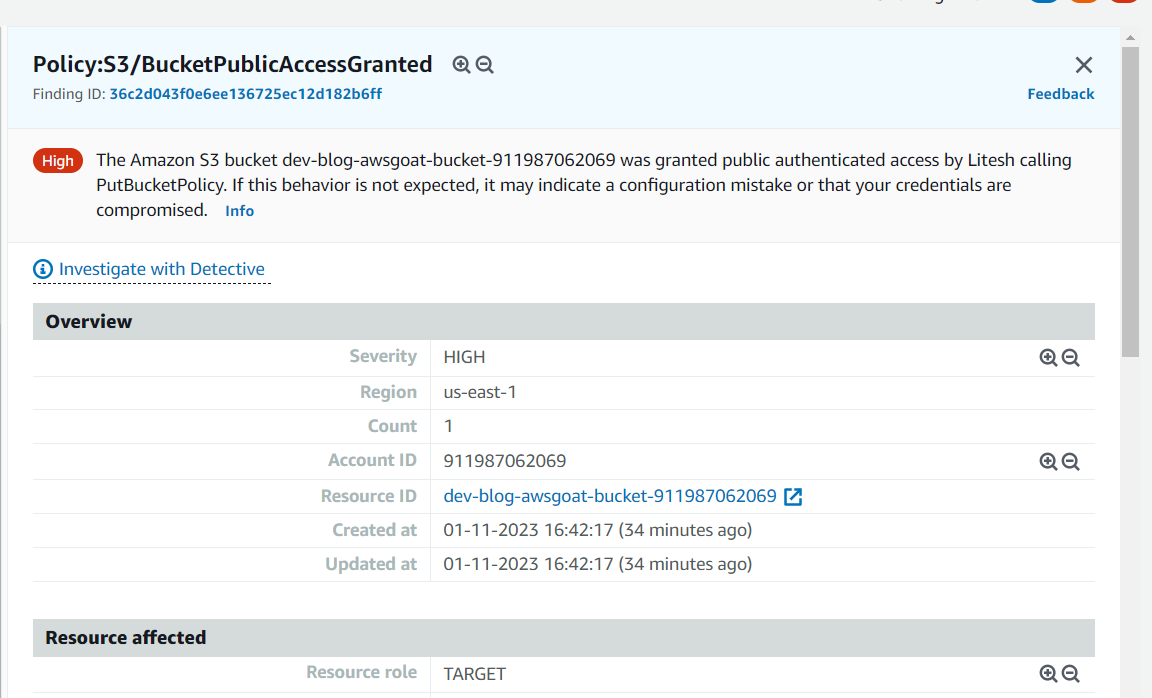 Policy:S3/BucketPublicAccessGranted
Finding ID: 36c2d043f0e6ee136725ec12d182b6ff
Feedback
High
The Amazon S3 bucket dev-blog-awsgoat-bucket-911987062069 was granted public authenticated access by Litesh calling
PutBucketPolicy. If this behavior is not expected, it may indicate a configuration mistake or that your credentials are
compromised. Info
Investigate with Detective
Overview
Severity HIGH
Region us-east-1
Count 1
Account ID 911987062069
Resource ID dev-blog-awsgoat-bucket-911987062069
Created at 01-11-2023 16:42:17 (34 minutes ago)
Updated at 01-11-2023 16:42:17 (34 minutes ago)
Resource affected
Resource role TARGET